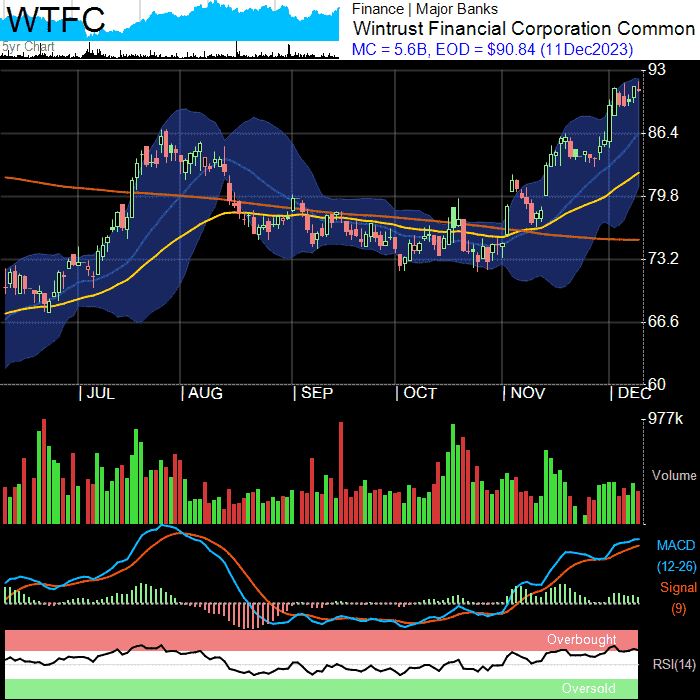 WTFC
5yr Chart
Finance | Major Banks
Wintrust Financial Corporation Common
MC = 5.6B, EOD = $90.84 (11Dec2023)
93
86.4
79.8
73.2
66.6
60
JUL
AUG
SEP
OCT
NOV
DEC
977k
Volume
MACD
(12-26)
Signal
(9)
Overbought
RSI(14)
Oversold